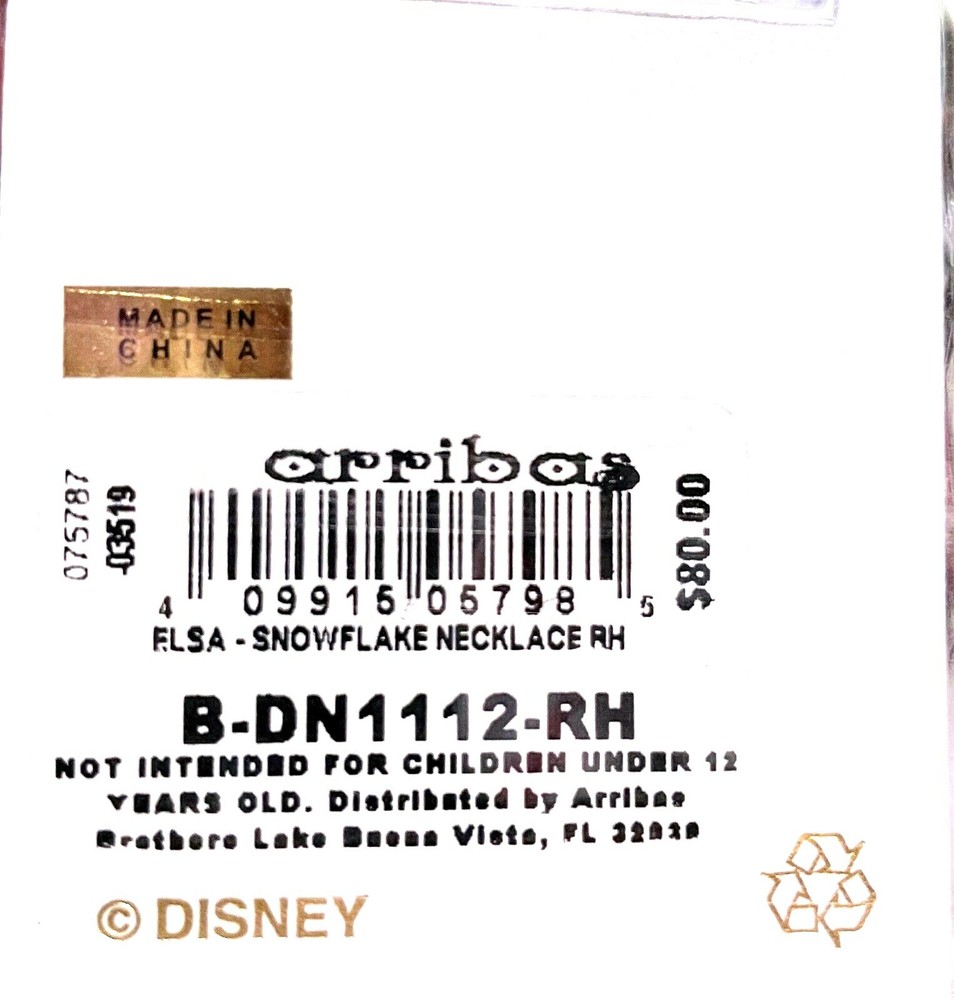 MADE IN
CHINA
arribas
075787
-03519
$80.00
4 09915 05798 5
ELSA - SNOWFLAKE NECKLACE RH
B-DN1112-RH
NOT INTENDED FOR CHILDREN UNDER 12
YEARS OLD. Distributed by Arribas
Brothers Lake Buena Vista, FL
© DISNEY